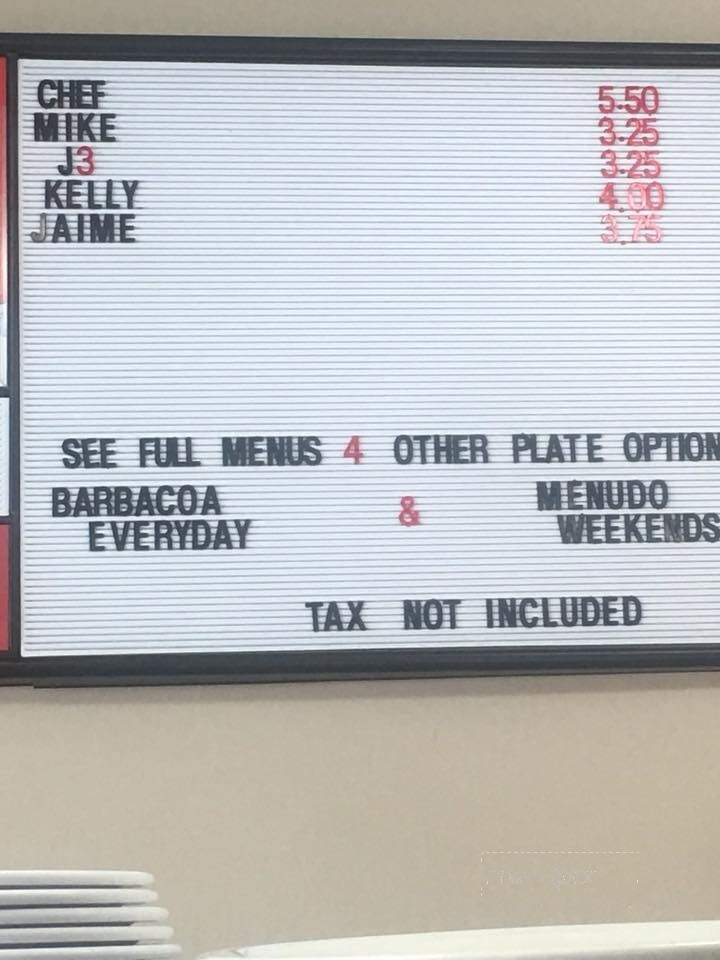 CHEF 5.50
MIKE 3.25
J3 3.25
KELLY 4.00
JAIME 3.75
SEE FULL MENUS 4 OTHER PLATE OPTION
BARBACOA & MENUDO
EVERYDAY WEEKENDS
TAX NOT INCLUDED